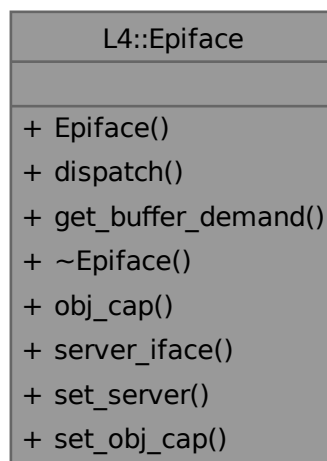 L4::Epiface
+ Epiface()
+ dispatch()
+ get_buffer_demand()
+ ~Epiface()
+ obj_cap()
+ server_iface()
+ set_server()
+ set_obj_cap()